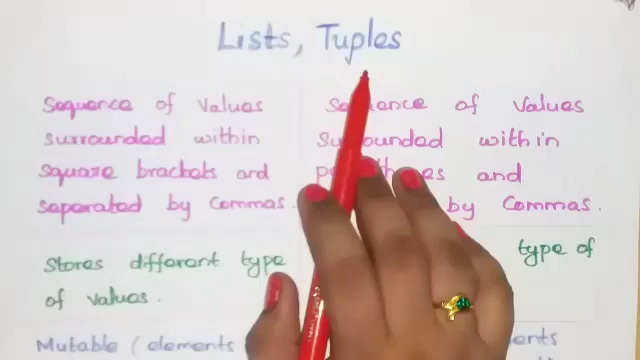 Lists, Tuples
Sequence of Values
surrounded within
square brackets and
separated by Commas.
Sequence of Values
Surrounded within
and
by Commas.
Stores different type
of values.
type of
Mutable (elements